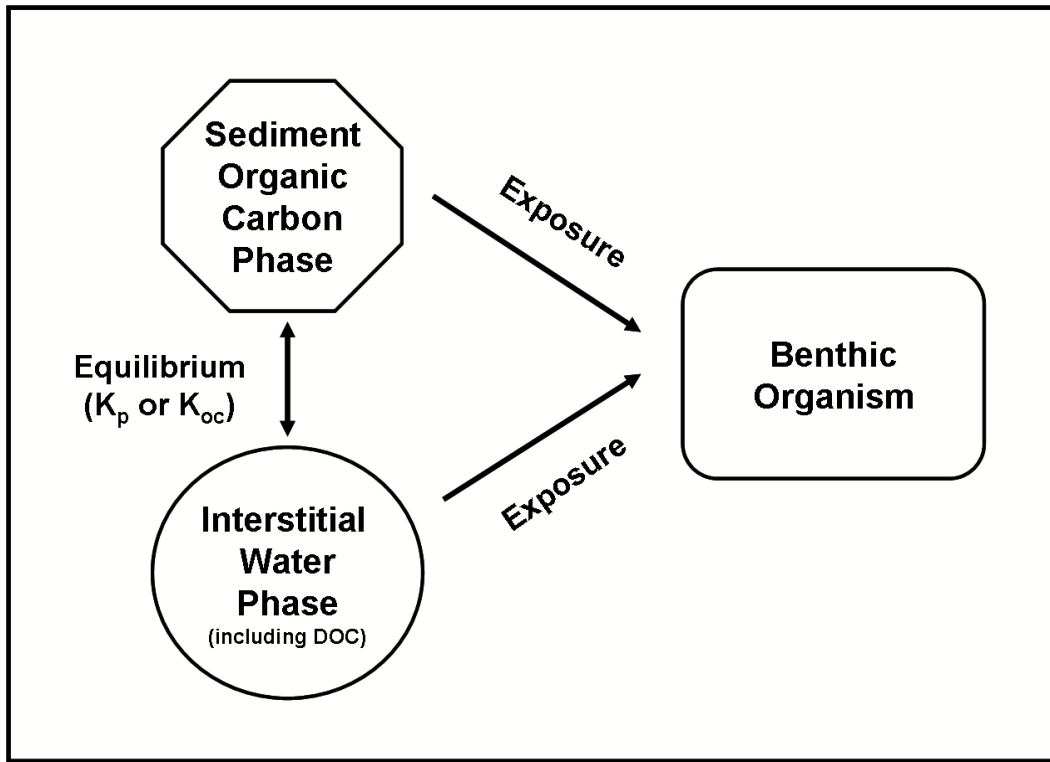 Sediment
Organic
Carbon
Phase
Exposure
Equilibrium
(Kp or Koc)
Benthic
Organism
Exposure
Interstitial
Water
Phase
(including DOC)